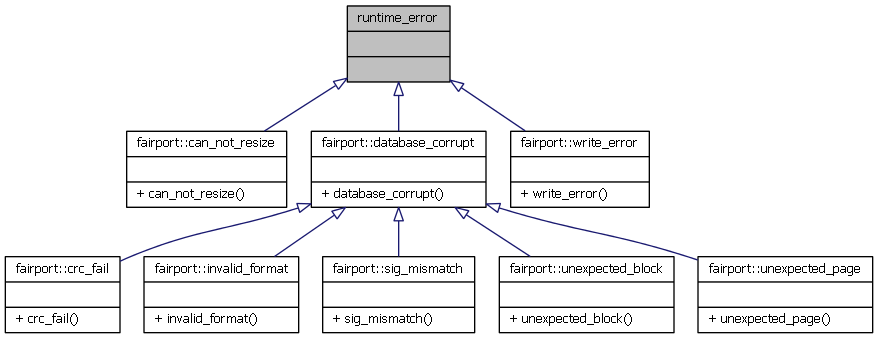 runtime_error
fairport::can_not_resize
+ can_not_resize()
fairport::database_corrupt
+ database_corrupt()
fairport::write_error
+ write_error()
fairport::crc_fail
+ crc_fail()
fairport::invalid_format
+ invalid_format()
fairport::sig_mismatch
+ sig_mismatch()
fairport::unexpected_block
+ unexpected_block()
fairport::unexpected_page
+ unexpected_page()